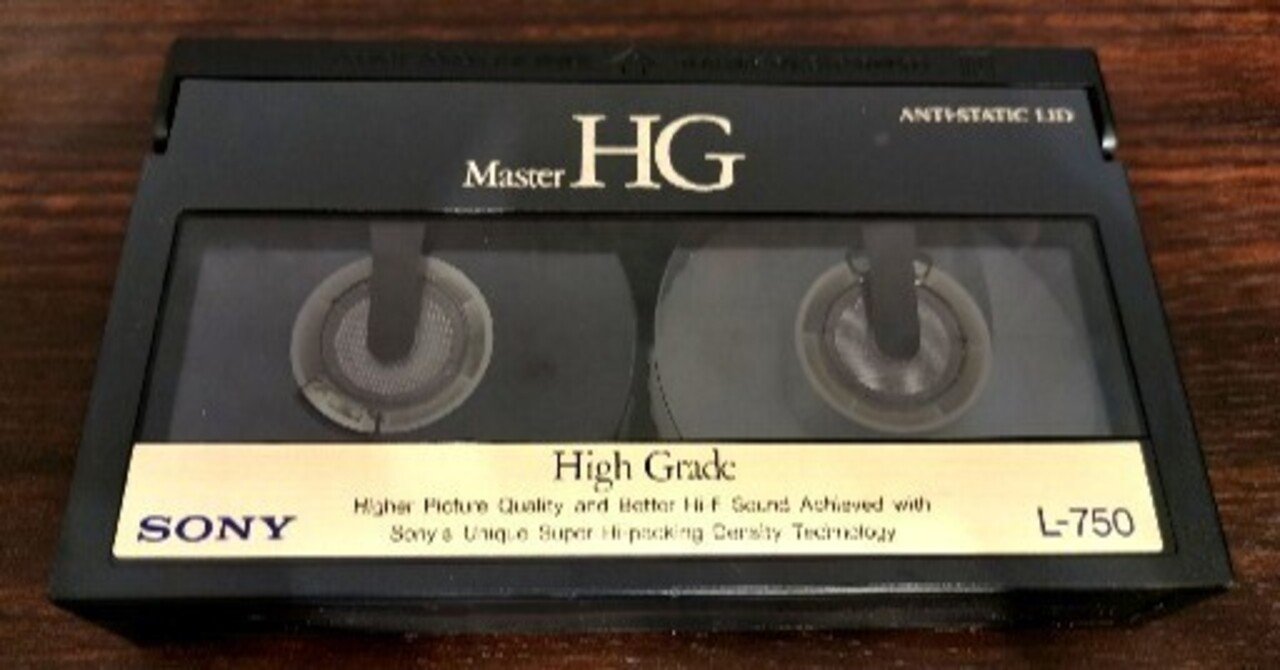 ANTI-STATIC LID
Master HG
High Grade
Higher Picture Quality and Better Hi-F Sound Achieved with
Sony's Unique Super Hi-packing Density Technology
SONY
L-750